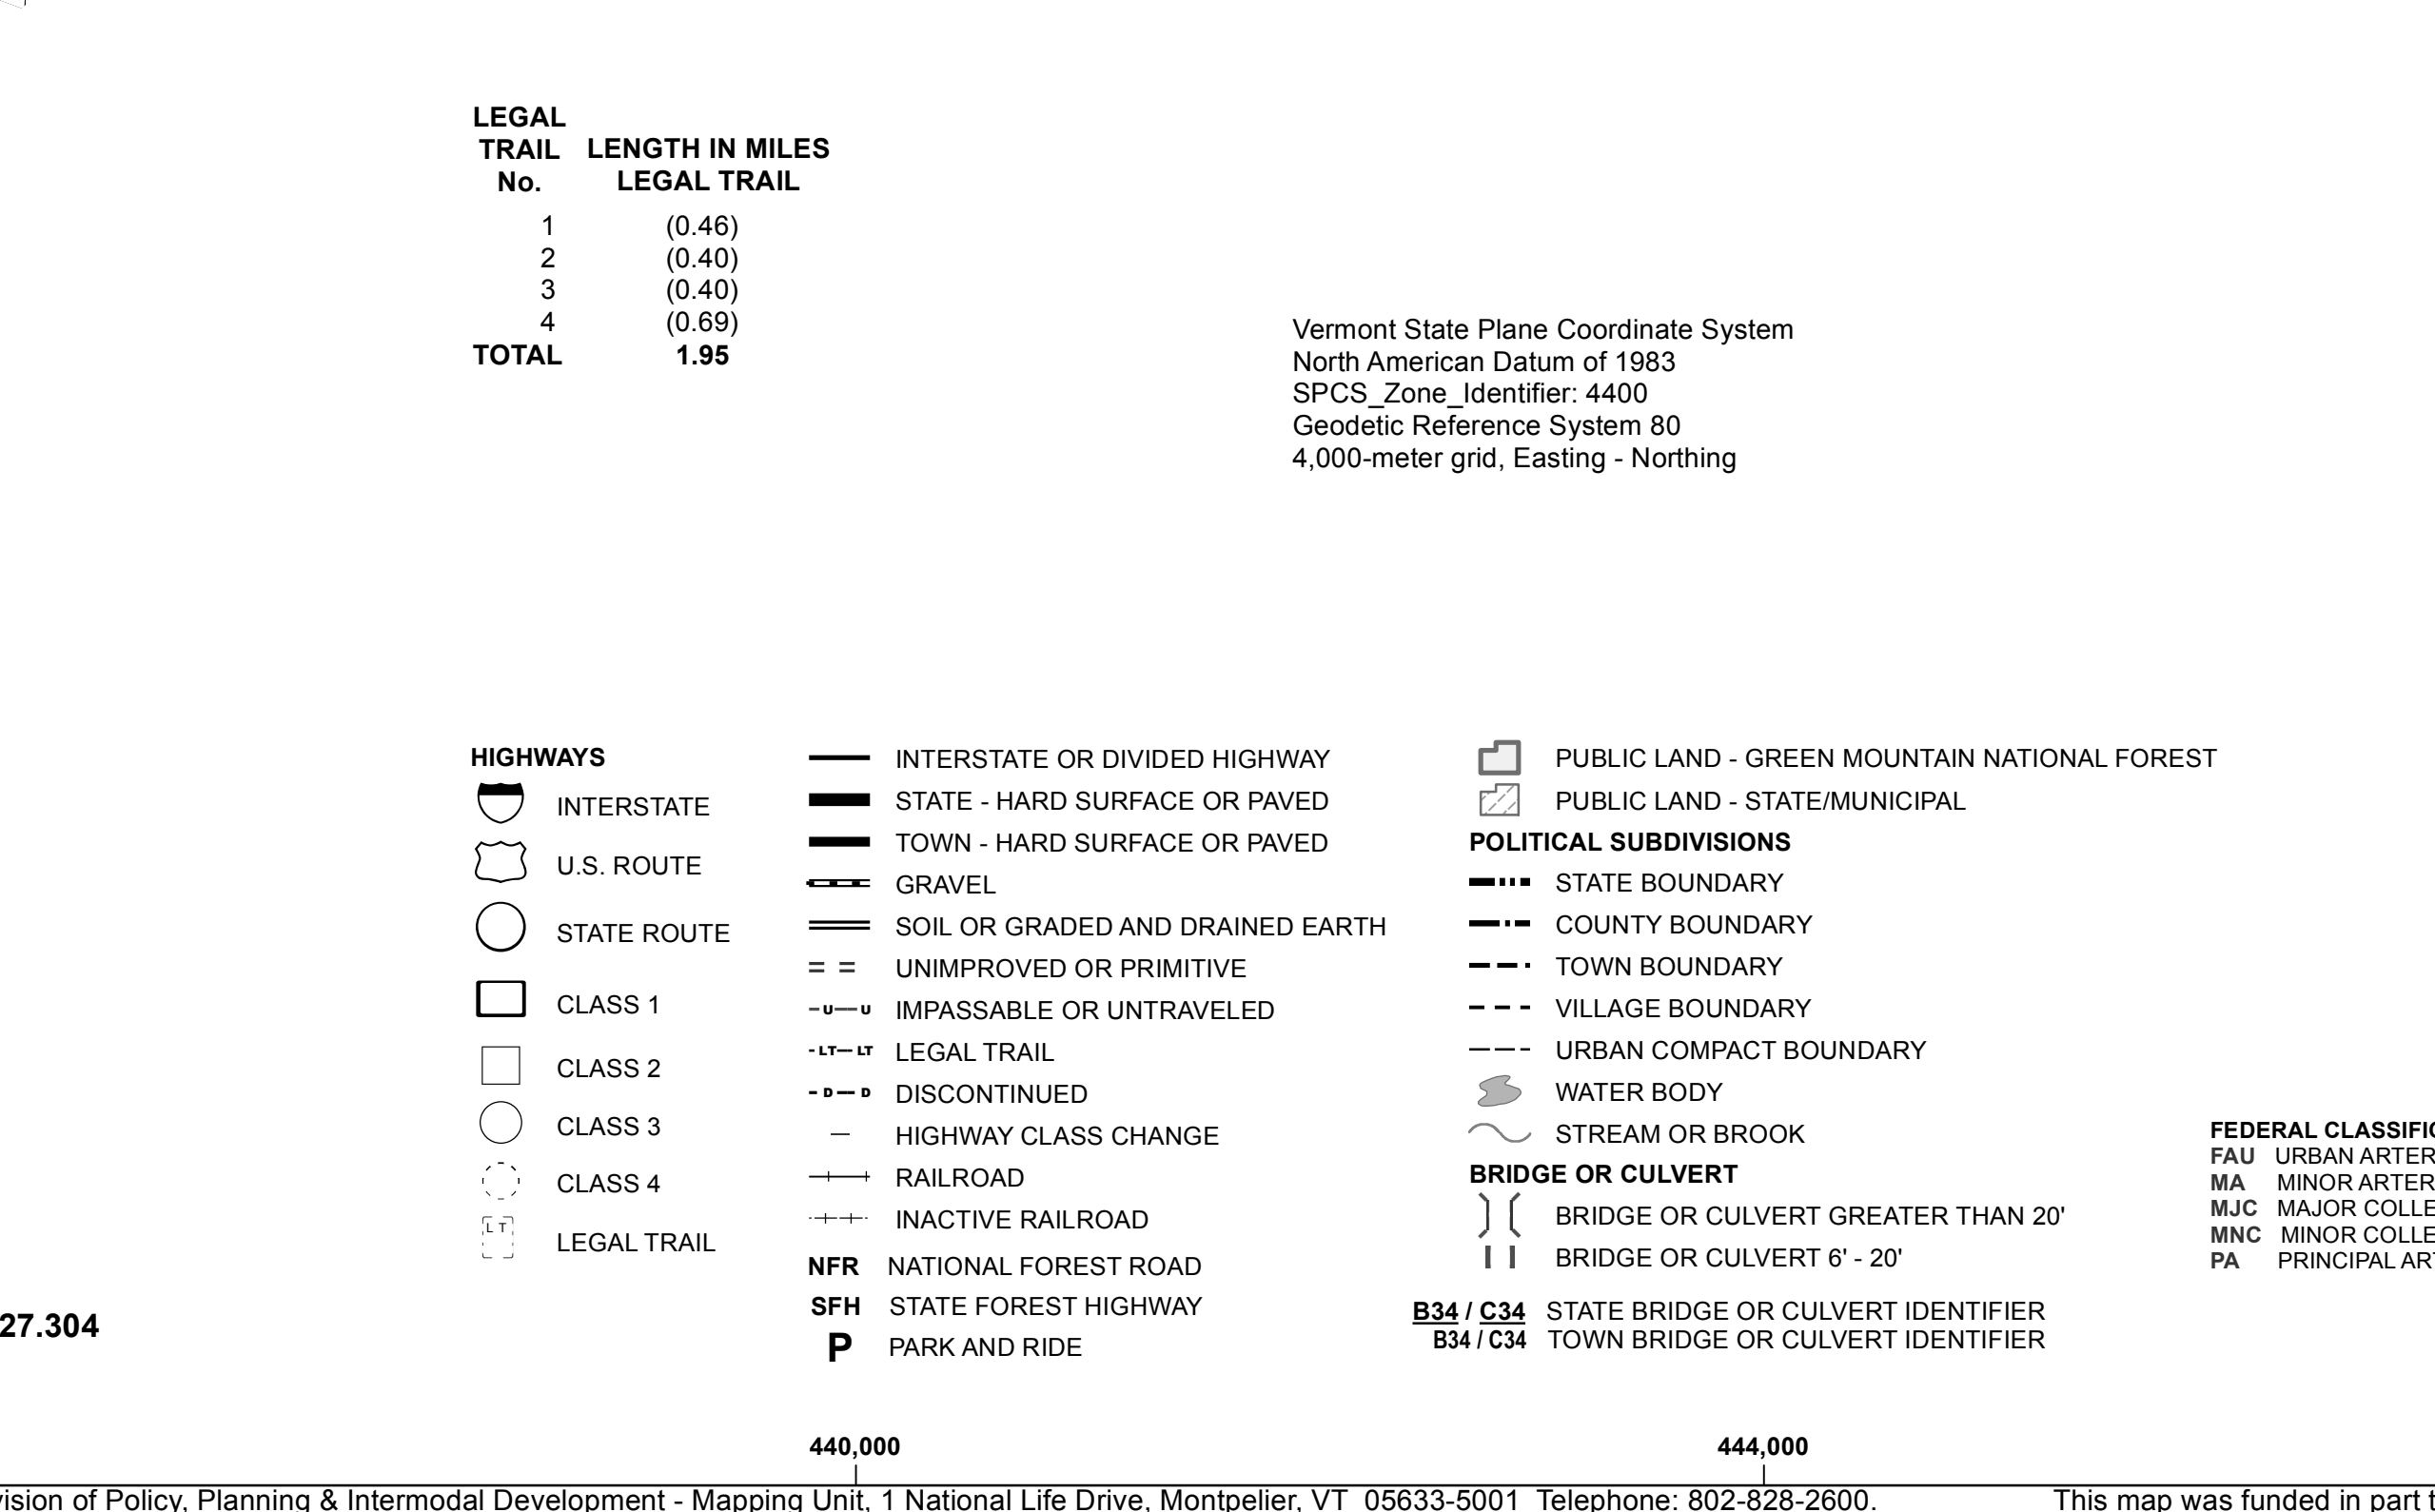 LEGAL
TRAIL LENGTH IN MILES
No. LEGAL TRAIL
1 (0.46)
2 (0.40)
3 (0.40)
4 (0.69)
TOTAL 1.95
Vermont State Plane Coordinate System
North American Datum of 1983
SPCS_Zone_Identifier: 4400
Geodetic Reference System 80
4,000-meter grid, Easting - Northing
HIGHWAYS
INTERSTATE
U.S. ROUTE
STATE ROUTE
CLASS 1
CLASS 2
CLASS 3
CLASS 4
LT LEGAL TRAIL
INTERSTATE OR DIVIDED HIGHWAY
STATE - HARD SURFACE OR PAVED
TOWN - HARD SURFACE OR PAVED
GRAVEL
SOIL OR GRADED AND DRAINED EARTH
UNIMPROVED OR PRIMITIVE
U U IMPASSABLE OR UNTRAVELED
LT LT LEGAL TRAIL
D D DISCONTINUED
HIGHWAY CLASS CHANGE
RAILROAD
INACTIVE RAILROAD
NFR NATIONAL FOREST ROAD
SFH STATE FOREST HIGHWAY
P PARK AND RIDE
PUBLIC LAND - GREEN MOUNTAIN NATIONAL FOREST
PUBLIC LAND - STATE/MUNICIPAL
POLITICAL SUBDIVISIONS
STATE BOUNDARY
COUNTY BOUNDARY
TOWN BOUNDARY
VILLAGE BOUNDARY
URBAN COMPACT BOUNDARY
WATER BODY
STREAM OR BROOK
BRIDGE OR CULVERT
BRIDGE OR CULVERT GREATER THAN 20'
BRIDGE OR CULVERT 6' - 20'
B34 / C34 STATE BRIDGE OR CULVERT IDENTIFIER
B34 / C34 TOWN BRIDGE OR CULVERT IDENTIFIER
FEDERAL
FAU URBAN
MA MINOR
MJC MAJOR
MNC MINOR
PA PRINCIPAL
27.304
440,000
444,000
of Policy, Planning & Intermodal Development - Mapping Unit, 1 National Life Drive, Montpelier, VT 05633-5001 Telephone: 802-828-2600.
This map was funded in part